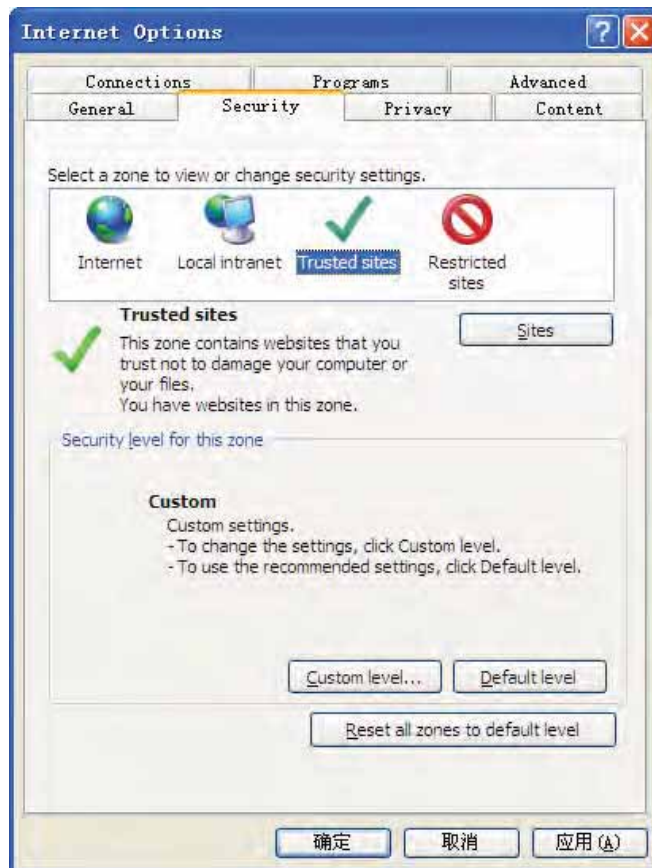 Internet Options
Connections Programs Advanced
General Security Privacy Content
Select a zone to view or change security settings.
Internet Local intranet Trusted sites Restricted
sites
Trusted sites
Sites
This zone contains websites that you
trust not to damage your computer or
your files.
You have websites in this zone.
Security level for this zone
Custom
Custom settings.
- To change the settings, click Custom level.
- To use the recommended settings, click Default level.
Custom level... Default level
Reset all zones to default level
确定 取消 应用(A)